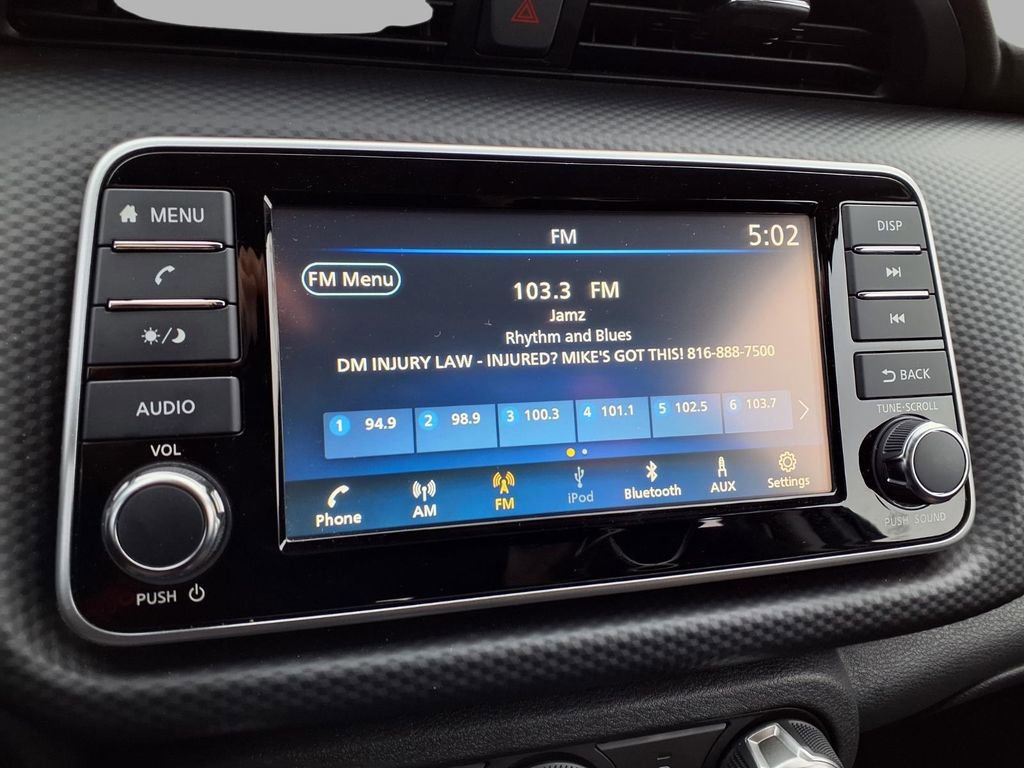 MENU
AUDIO
VOL
PUSH
FM 5:02
FM Menu
103.3 FM
Jamz
Rhythm and Blues
DM INJURY LAW - INJURED? MIKE'S GOT THIS! 816-888-7500
1 94.9 2 98.9 3 100.3 4 101.1 5 102.5 6 103.7
Phone AM FM iPod Bluetooth AUX Settings
DISP
BACK
TUNE·SCROLL
PUSH SOUND